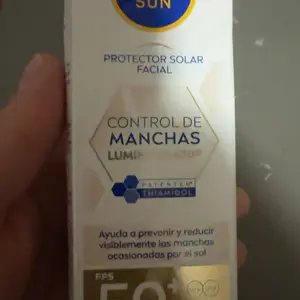 SUN
PROTECTOR SOLAR
FACIAL
CONTROL DE
MANCHAS
PATENTED
THIAMIDOL
Ayuda a prevenir y reducir
visiblemente las manchas
ocasionadas por el sol
FPS
50+